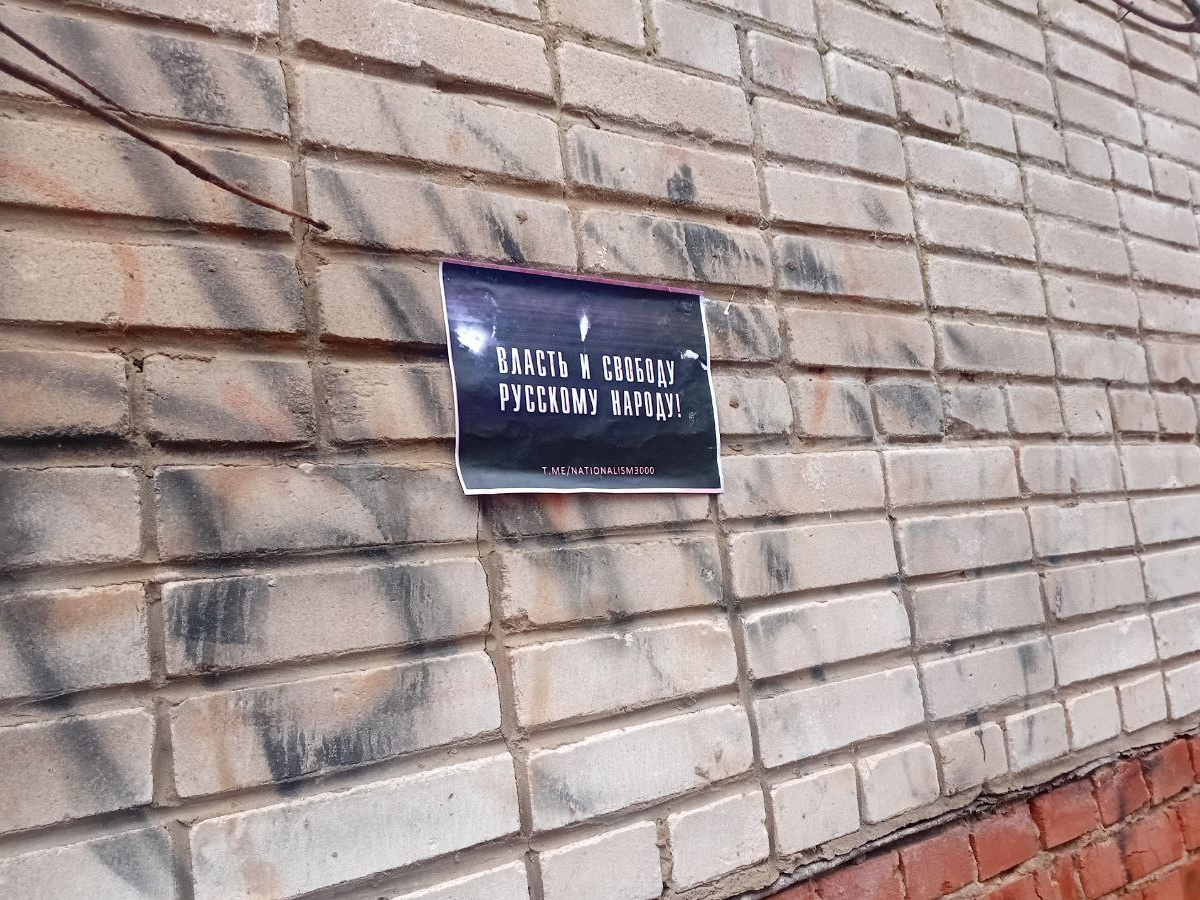 ВЛАСТЬ И СВОБОДУ
РУССКОМУ НАРОДУ!
T.ME/NATIONALISM3000